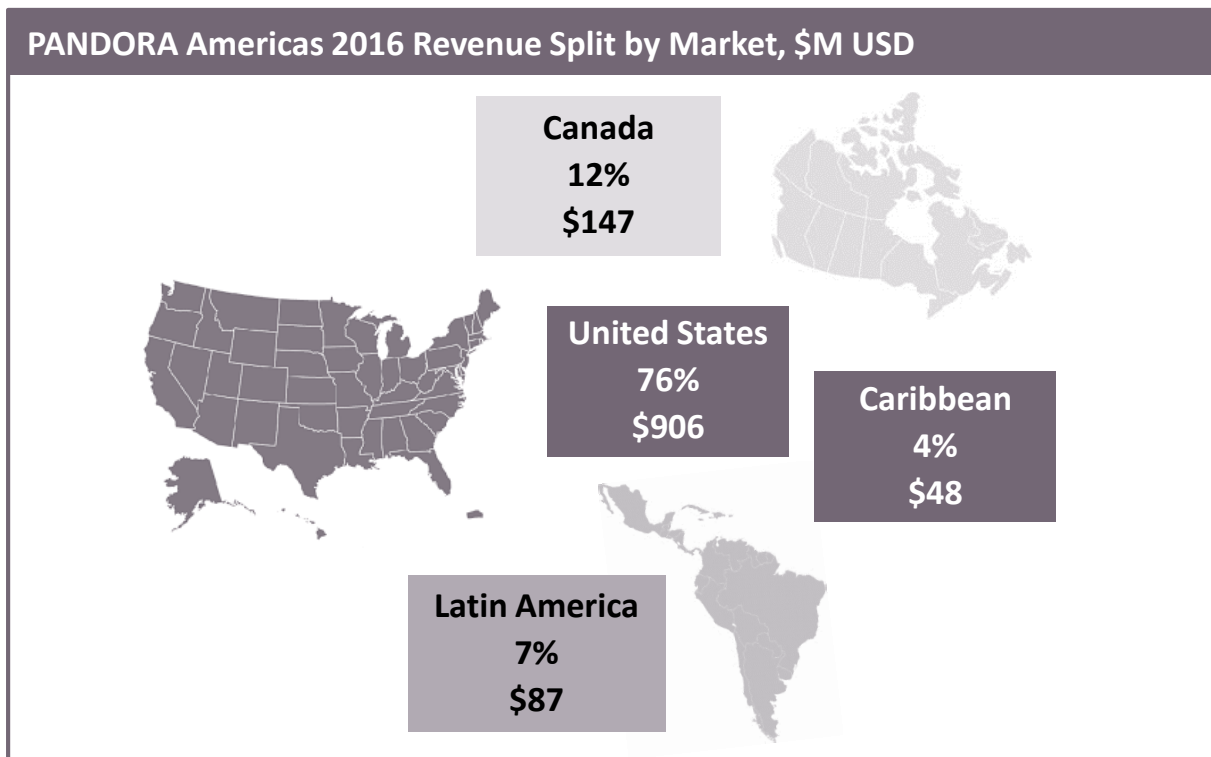 PANDORA Americas 2016 Revenue Split by Market, $M USD
Canada
12%
$147
United States
76%
$906
Caribbean
4%
$48
Latin America
7%
$87